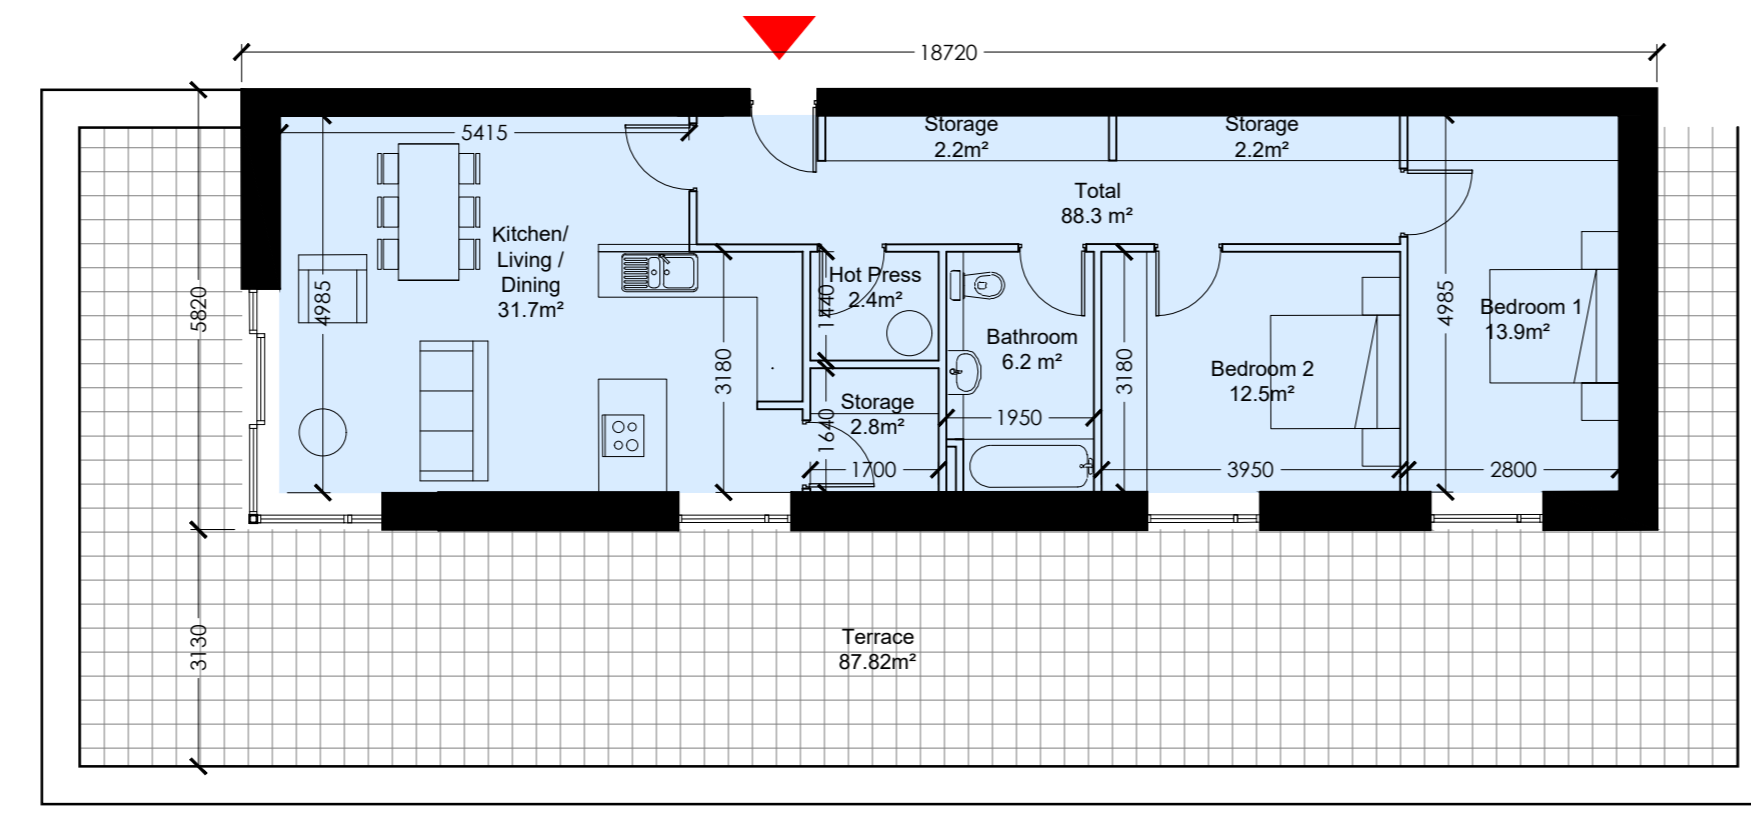 18720
5415
Storage
2.2m²
Storage
2.2m²
Total
88.3 m²
Kitchen/
Living /
Dining
31.7m²
5820
4985
Hot Press
2.4m²
1440
Bathroom
6.2 m²
3180
3180
4985
Bedroom 1
13.9m²
Bedroom 2
12.5m²
Storage
2.8m²
1640
1950
1700
3950
2800
3130
Terrace
87.82m²